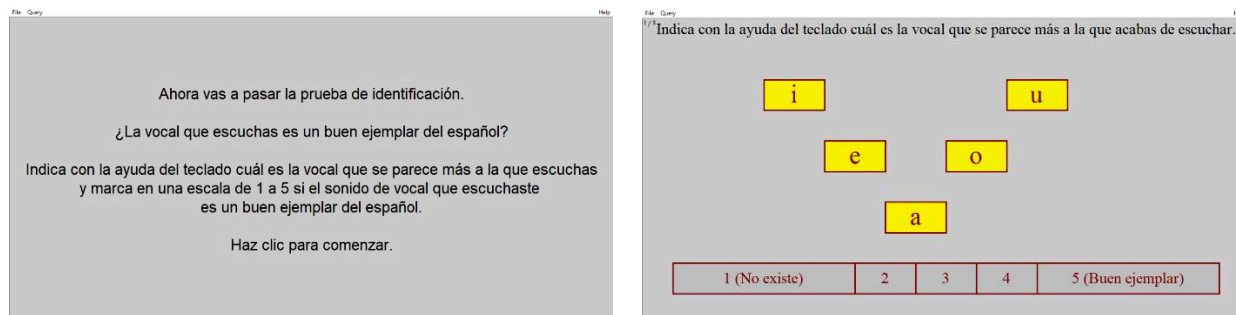 File Query Help
Ahora vas a pasar la prueba de identificación.
¿La vocal que escuchas es un buen ejemplar del español?
Indica con la ayuda del teclado cuál es la vocal que se parece más a la que escuchas
y marca en una escala de 1 a 5 si el sonido de vocal que escuchaste
es un buen ejemplar del español.
Haz clic para comenzar.
File Query
Indica con la ayuda del teclado cuál es la vocal que se parece más a la que acabas de escuchar.
i u
e o
a
1 (No existe) 2 3 4 5 (Buen ejemplar)